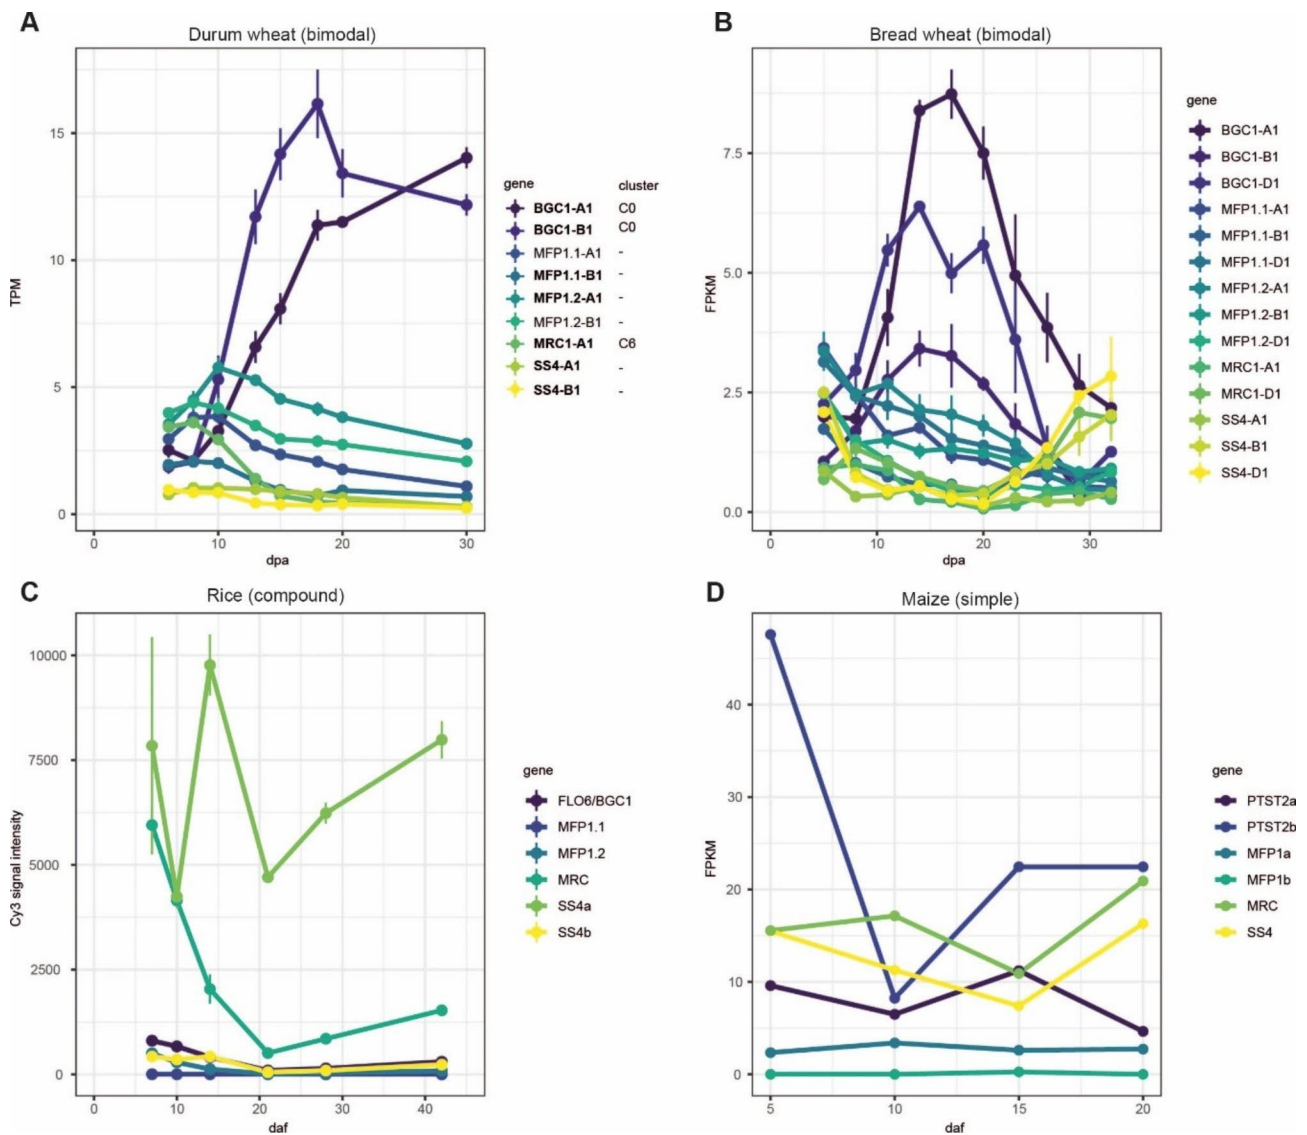 A
Durum wheat (bimodal)
15
10
5
0
TPM
0 10 20 30
dpa
gene cluster
BGC1-A1 C0
BGC1-B1 C0
MFP1.1-A1 -
MFP1.1-B1 -
MFP1.2-A1 -
MFP1.2-B1 -
MRC1-A1 C6
SS4-A1 -
SS4-B1 -
B
Bread wheat (bimodal)
7.5
5.0
2.5
0.0
FPKM
0 10 20 30
dpa
gene
BGC1-A1
BGC1-B1
BGC1-D1
MFP1.1-A1
MFP1.1-B1
MFP1.1-D1
MFP1.2-A1
MFP1.2-B1
MFP1.2-D1
MRC1-A1
MRC1-D1
SS4-A1
SS4-B1
SS4-D1
C
Rice (compound)
10000
7500
5000
2500
0
Cy3 signal intensity
0 10 20 30 40
daf
gene
FLO6/BGC1
MFP1.1
MFP1.2
MRC
SS4a
SS4b
D
Maize (simple)
40
30
20
10
0
FPKM
5 10 15 20
daf
gene
PTST2a
PTST2b
MFP1a
MFP1b
MRC
SS4